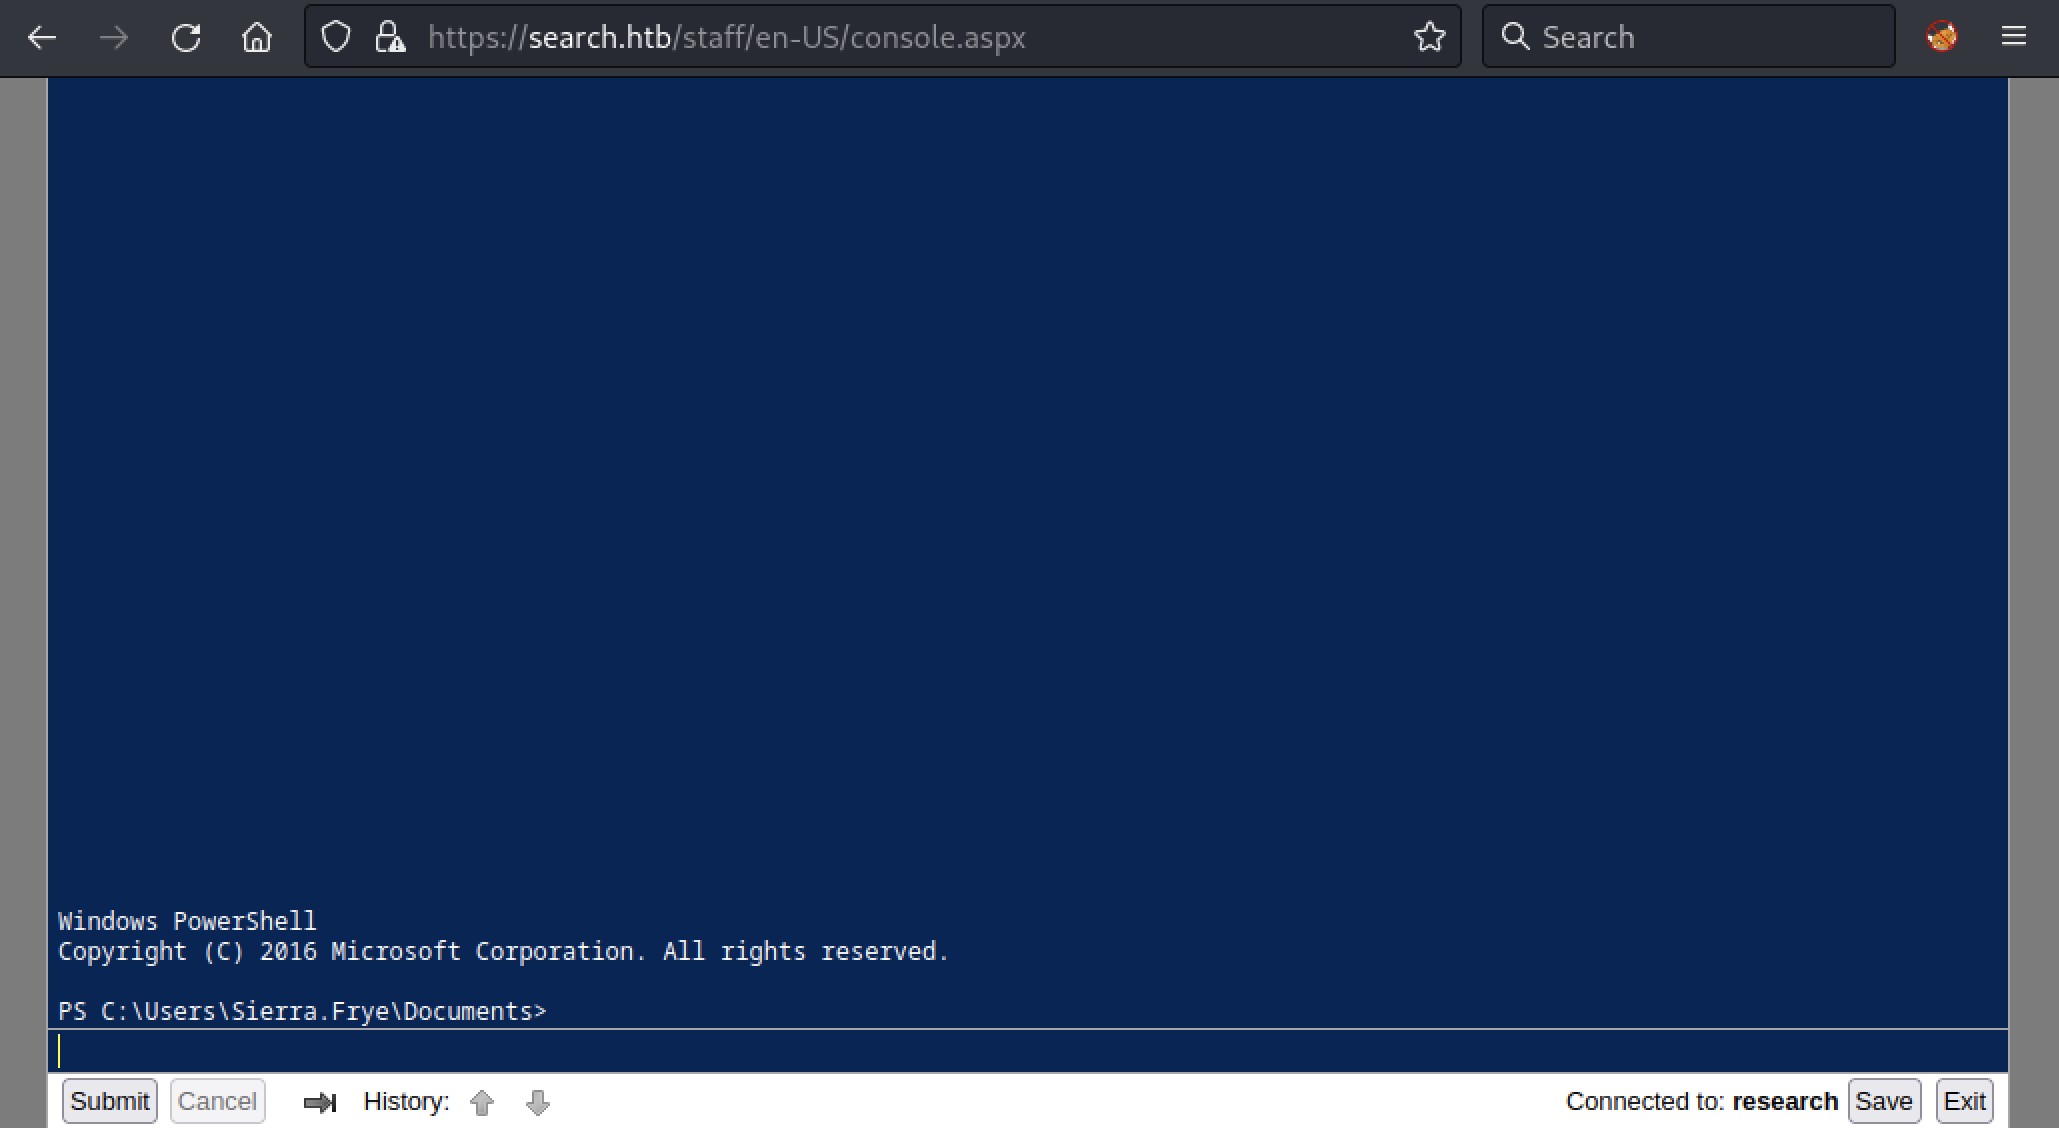 https://search.htb/staff/en-US/console.aspx
Search
Windows PowerShell
Copyright (C) 2016 Microsoft Corporation. All rights reserved.
PS C:\Users\Sierra.Frye\Documents>
Submit Cancel History: Connected to: research Save Exit